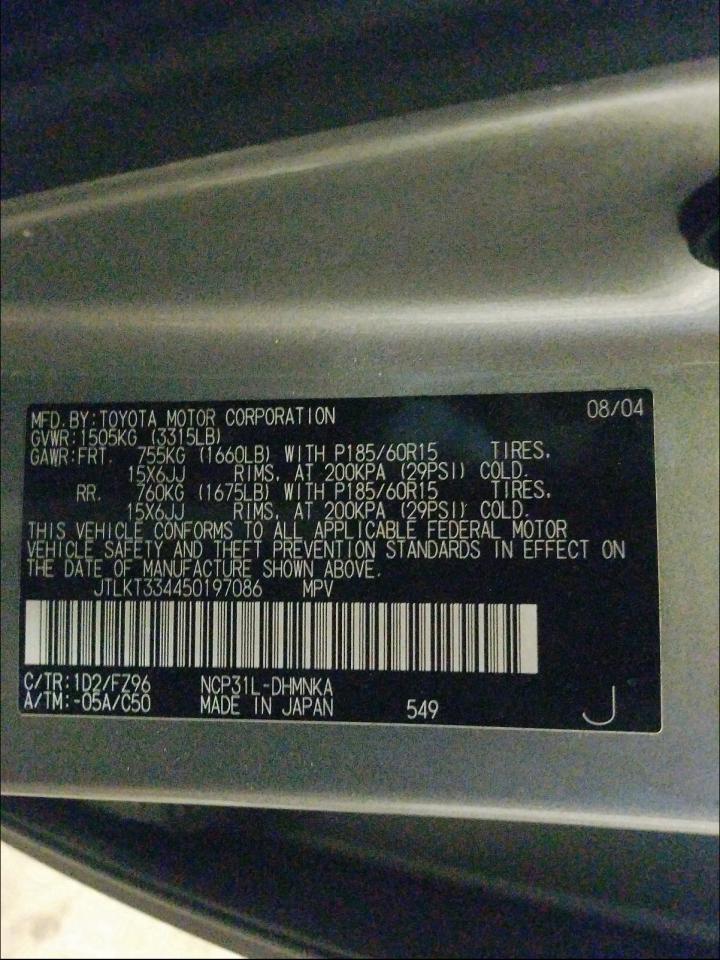 MFD.BY:TOYOTA MOTOR CORPORATION 08/04
GVWR:1505KG (3315LB)
GAWR:FRT. 755KG (1660LB) WITH P185/60R15 TIRES,
15X6JJ RIMS, AT 200KPA (29PSI) COLD.
RR. 760KG (1675LB) WITH P185/60R15 TIRES,
15X6JJ RIMS, AT 200KPA (29PSI) COLD.
THIS VEHICLE CONFORMS TO ALL APPLICABLE FEDERAL MOTOR
VEHICLE SAFETY AND THEFT PREVENTION STANDARDS IN EFFECT ON
THE DATE OF MANUFACTURE SHOWN ABOVE.
JTLKT334450197086 MPV
C/TR:1D2/FZ96 NCP31L-DHMNKA
A/TM:-05A/C50 MADE IN JAPAN 549 J